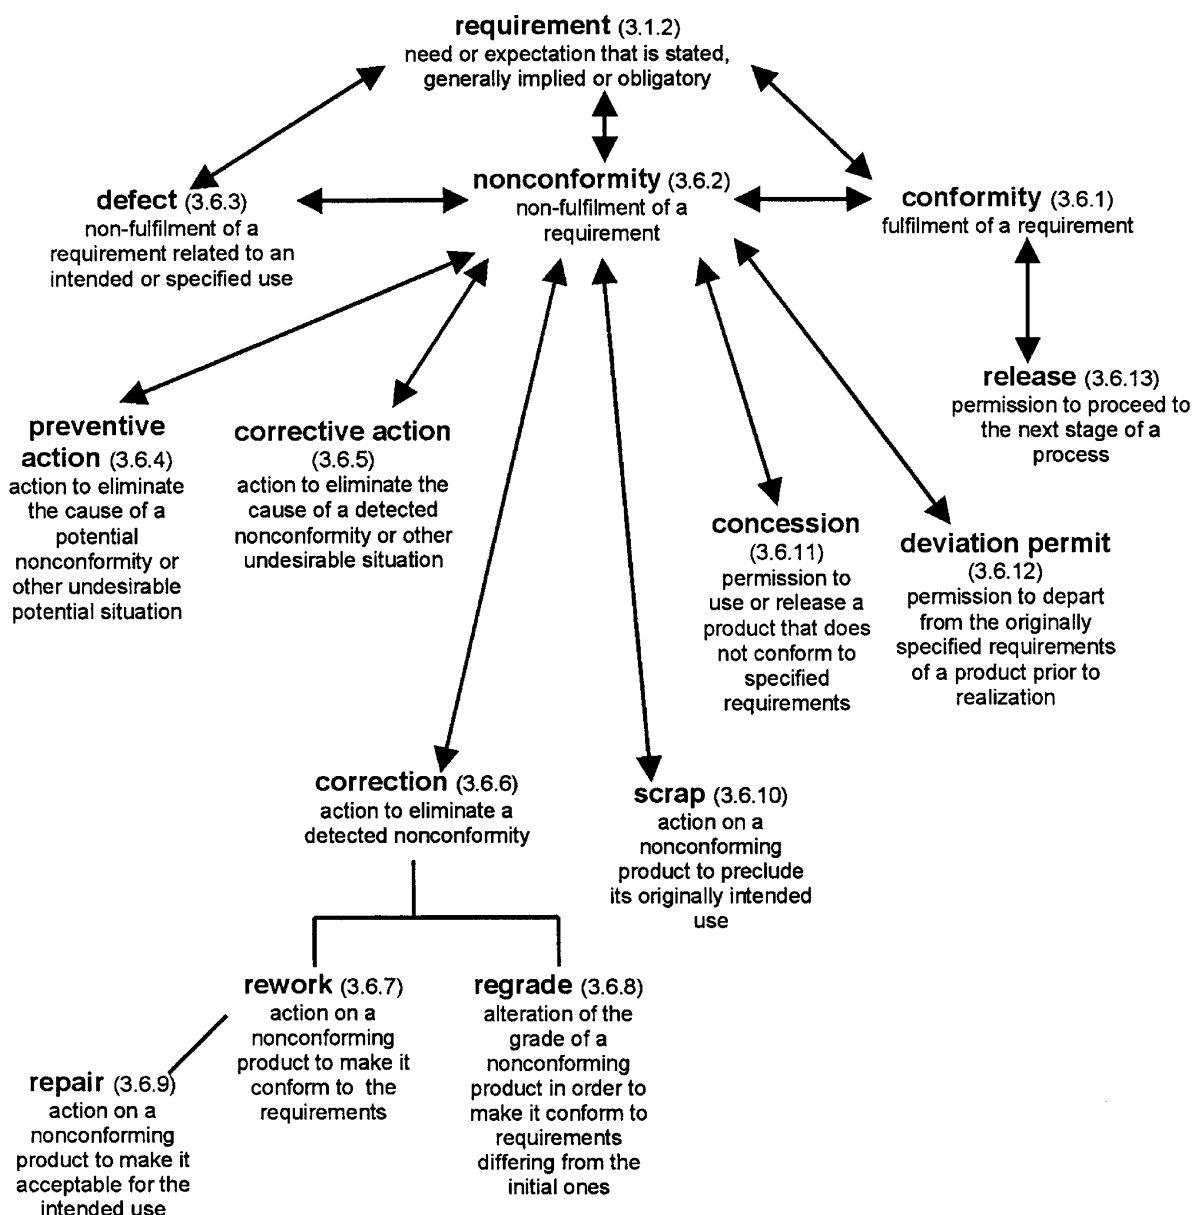 requirement (3.1.2)
need or expectation that is stated,
generally implied or obligatory
defect (3.6.3)
non-fulfilment of a
requirement related to an
intended or specified use
nonconformity (3.6.2)
non-fulfilment of a
requirement
conformity (3.6.1)
fulfilment of a requirement
release (3.6.13)
permission to proceed to
the next stage of a
process
preventive
action (3.6.4)
action to eliminate
the cause of a
potential
nonconformity or
other undesirable
potential situation
corrective action
(3.6.5)
action to eliminate the
cause of a detected
nonconformity or other
undesirable situation
concession
(3.6.11)
permission to
use or release a
product that does
not conform to
specified
requirements
deviation permit
(3.6.12)
permission to depart
from the originally
specified requirements
of a product prior to
realization
correction (3.6.6)
action to eliminate a
detected nonconformity
scrap (3.6.10)
action on a
nonconforming
product to preclude
its originally intended
use
rework (3.6.7)
action on a
nonconforming
product to make it
conform to the
requirements
regrade (3.6.8)
alteration of the
grade of a
nonconforming
product in order to
make it conform to
requirements
differing from the
initial ones
repair (3.6.9)
action on a
nonconforming
product to make it
acceptable for the
intended use